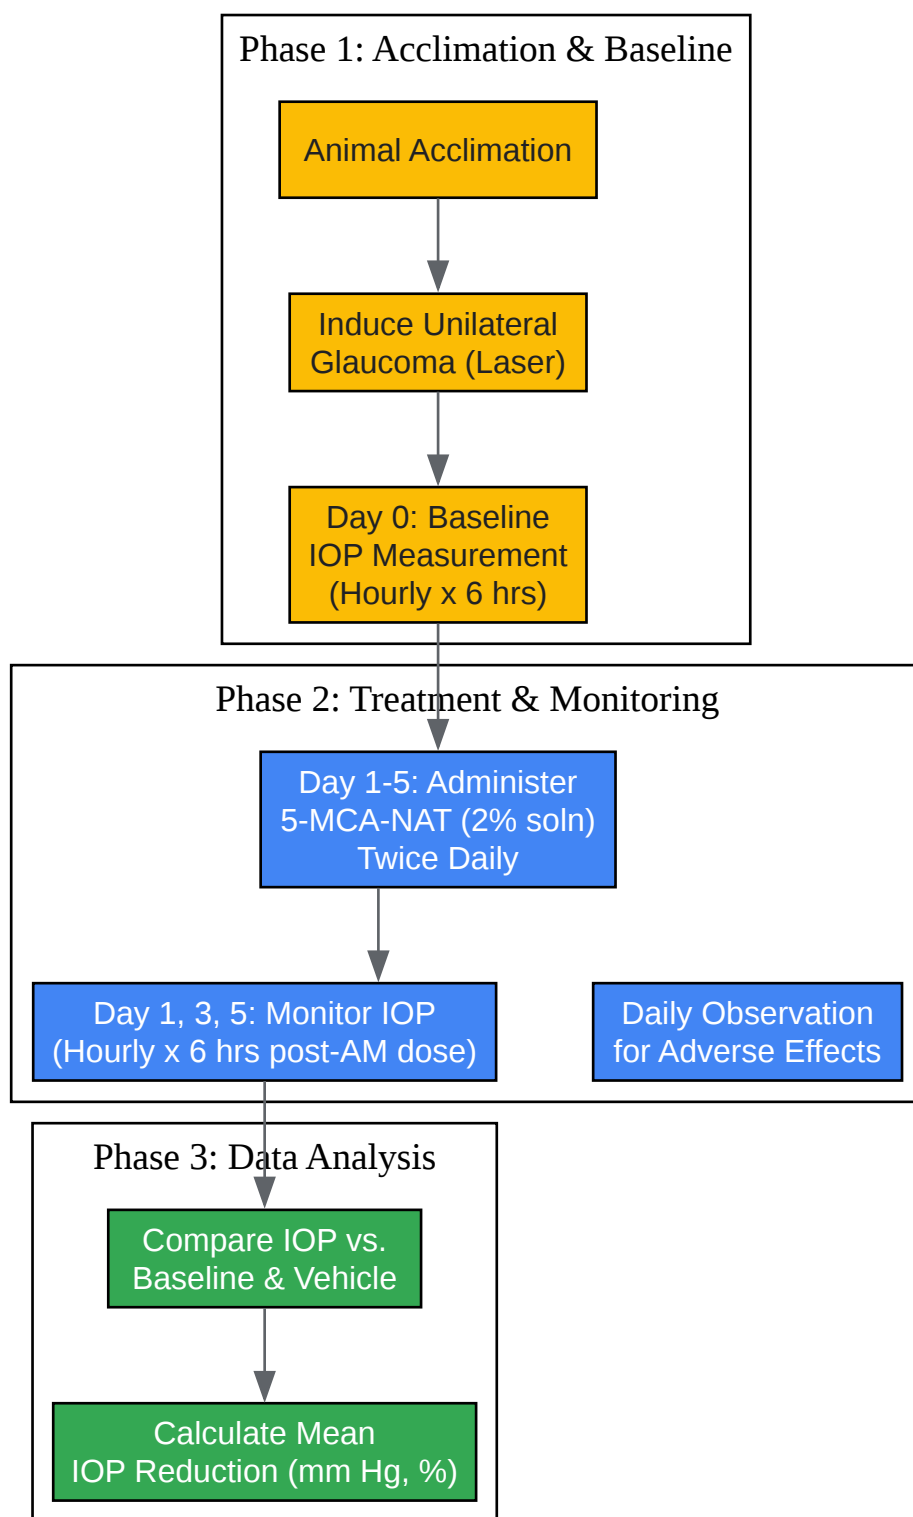 Phase 1: Acclimation & Baseline
Animal Acclimation
Induce Unilateral
Glaucoma (Laser)
Day 0: Baseline
IOP Measurement
(Hourly x 6 hrs)
Phase 2: Treatment & Monitoring
Day 1-5: Administer
5-MCA-NAT (2% soln)
Twice Daily
Day 1, 3, 5: Monitor IOP
(Hourly x 6 hrs post-AM dose)
Daily Observation
for Adverse Effects
Phase 3: Data Analysis
Compare IOP vs.
Baseline & Vehicle
Calculate Mean
IOP Reduction (mm Hg, %)